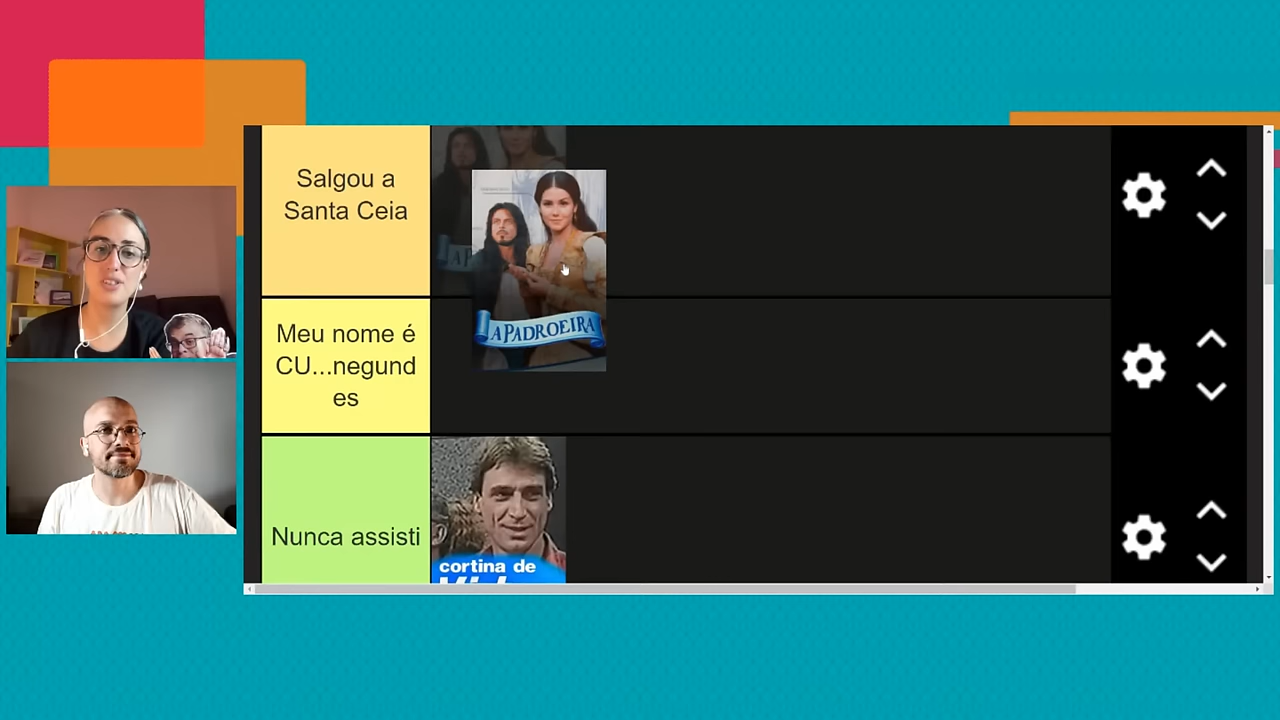 Salgou a
Santa Ceia
A PADROEIRA
Meu nome é
CU...negund
es
Nunca assisti
cortina de